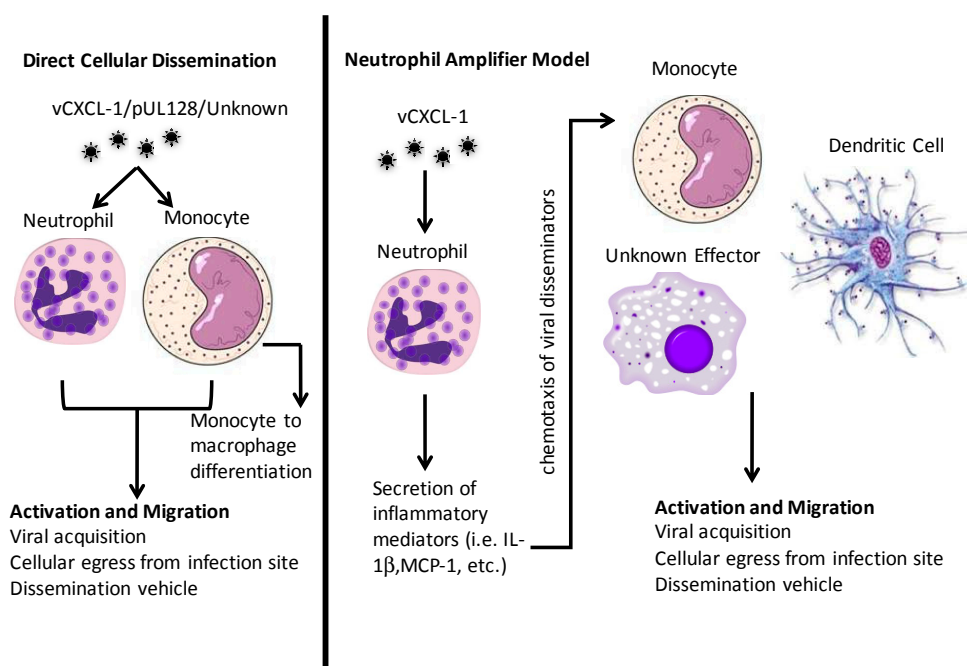 Direct Cellular Dissemination
vCXCL-1/pUL128/Unknown
Neutrophil
Monocyte
Monocyte to
macrophage
differentiation
Activation and Migration
Viral acquisition
Cellular egress from infection site
Dissemination vehicle
Neutrophil Amplifier Model
vCXCL-1
Neutrophil
Secretion of
inflammatory
mediators (i.e. IL-
1β,MCP-1, etc.)
chemotaxis of viral disseminators
Monocyte
Dendritic Cell
Unknown Effector
Activation and Migration
Viral acquisition
Cellular egress from infection site
Dissemination vehicle